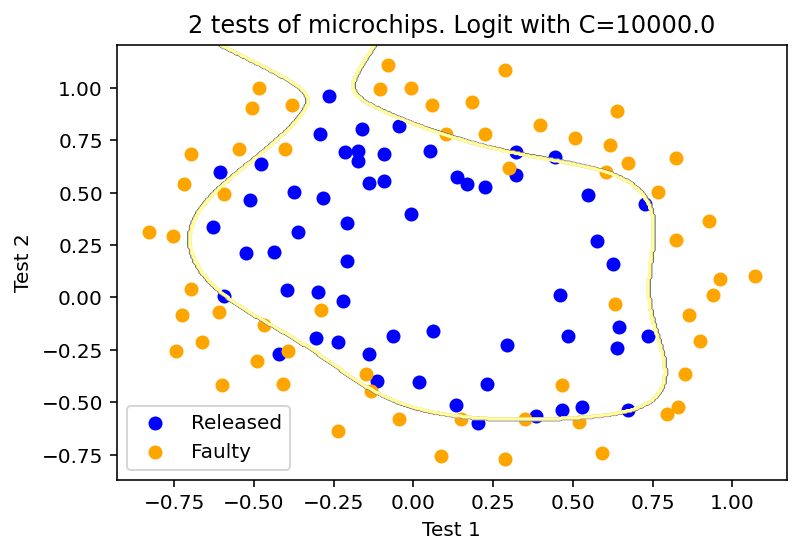 2 tests of microchips. Logit with C=10000.0
Test 2
1.00
0.75
0.50
0.25
0.00
−0.25
−0.50
−0.75
Released
Faulty
−0.75 −0.50 −0.25 0.00 0.25 0.50 0.75 1.00
Test 1